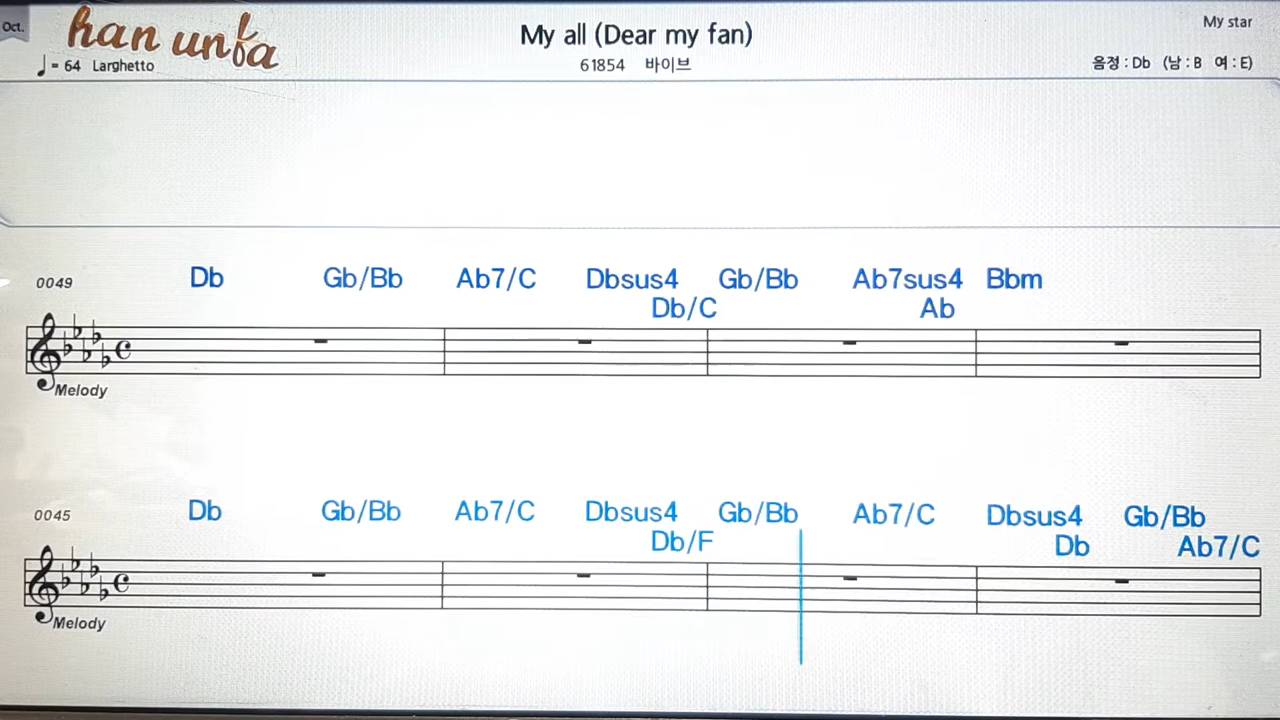 Oct.
han unfa
My all (Dear my fan)
My star
♩= 64 Larghetto
61854 바이브
음정 : Db (남 : B 여 : E)
0049
Db Gb/Bb Ab7/C Dbsus4 Gb/Bb Ab7sus4 Bbm
Db/C Ab
Melody
0045
Db Gb/Bb Ab7/C Dbsus4 Gb/Bb Ab7/C Dbsus4 Gb/Bb
Db/F Db Ab7/C
Melody